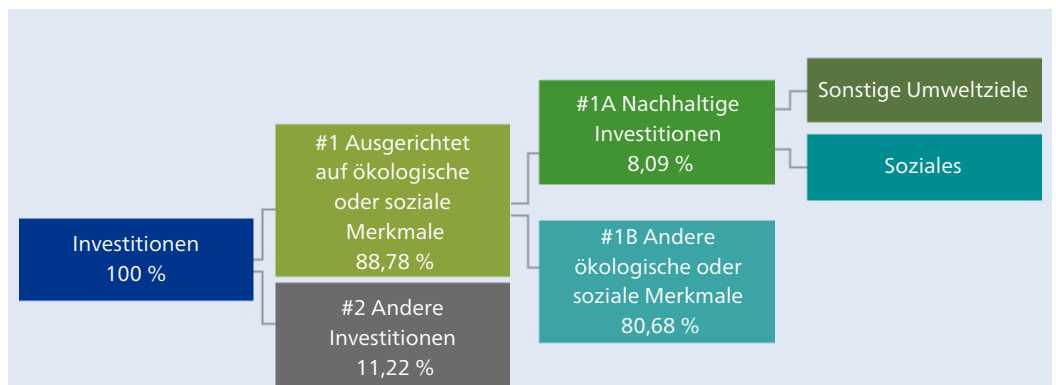 Investitionen
100 %
#1 Ausgerichtet
auf ökologische
oder soziale
Merkmale
88,78 %
#2 Andere
Investitionen
11,22 %
#1A Nachhaltige
Investitionen
8,09 %
#1B Andere
ökologische oder
soziale Merkmale
80,68 %
Sonstige Umweltziele
Soziales